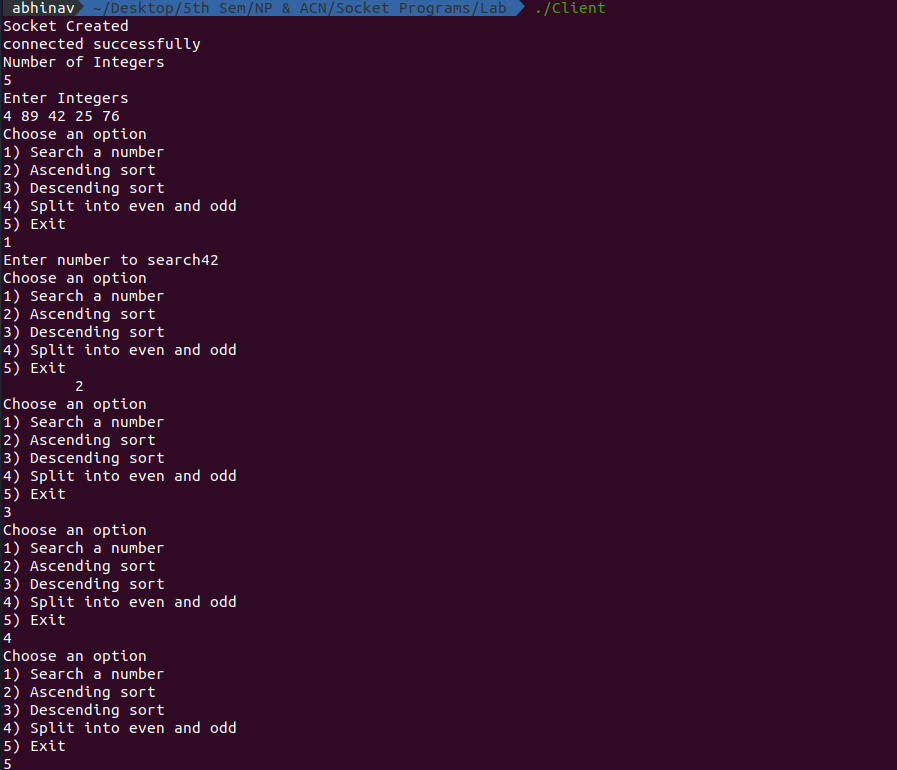 abhinav ~/Desktop/5th Sem/NP & ACN/Socket Programs/Lab ./Client
Socket Created
connected successfully
Number of Integers
5
Enter Integers
4 89 42 25 76
Choose an option
1) Search a number
2) Ascending sort
3) Descending sort
4) Split into even and odd
5) Exit
1
Enter number to search42
Choose an option
1) Search a number
2) Ascending sort
3) Descending sort
4) Split into even and odd
5) Exit
2
Choose an option
1) Search a number
2) Ascending sort
3) Descending sort
4) Split into even and odd
5) Exit
3
Choose an option
1) Search a number
2) Ascending sort
3) Descending sort
4) Split into even and odd
5) Exit
4
Choose an option
1) Search a number
2) Ascending sort
3) Descending sort
4) Split into even and odd
5) Exit
5